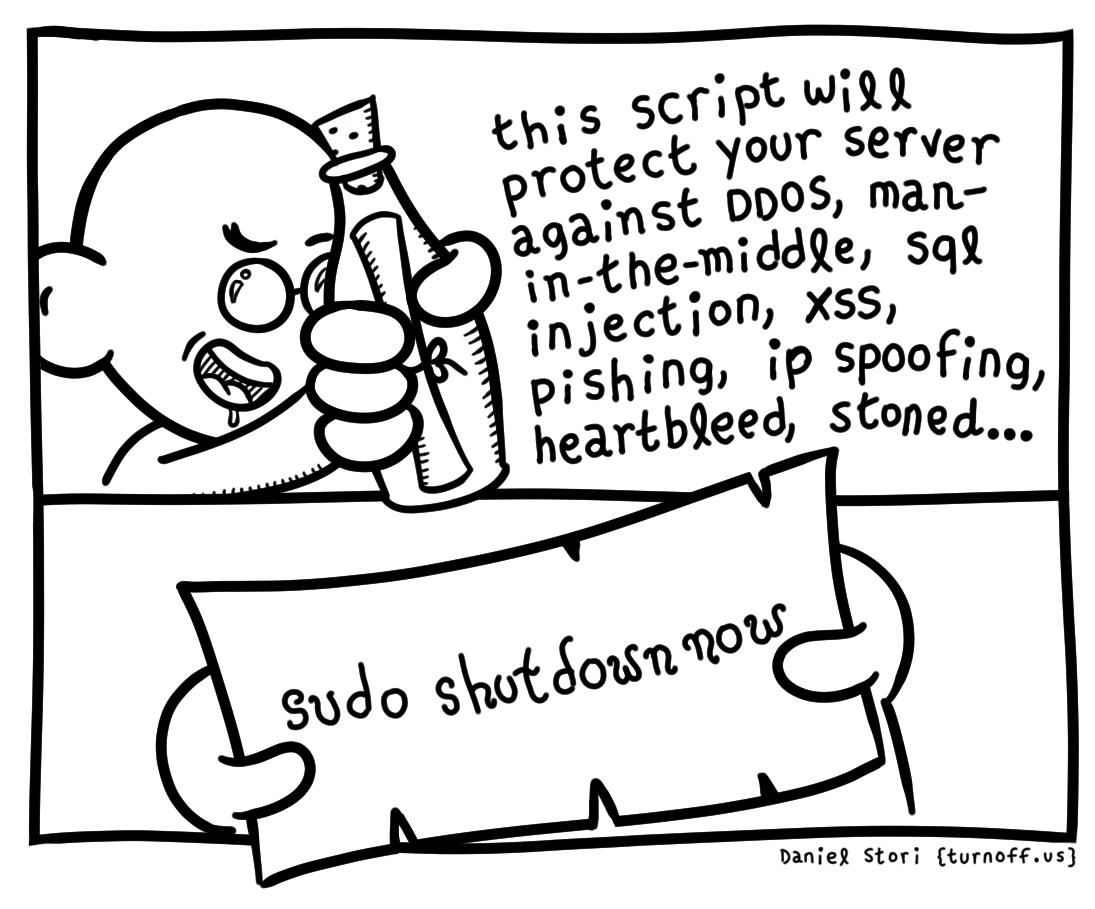 this script will
protect your server
against DDOS, man-
in-the-middle, sql
injection, XSS,
pishing, ip spoofing,
heartbleed, stoned...
sudo shutdown now
Daniel Stori {turnoff.us}